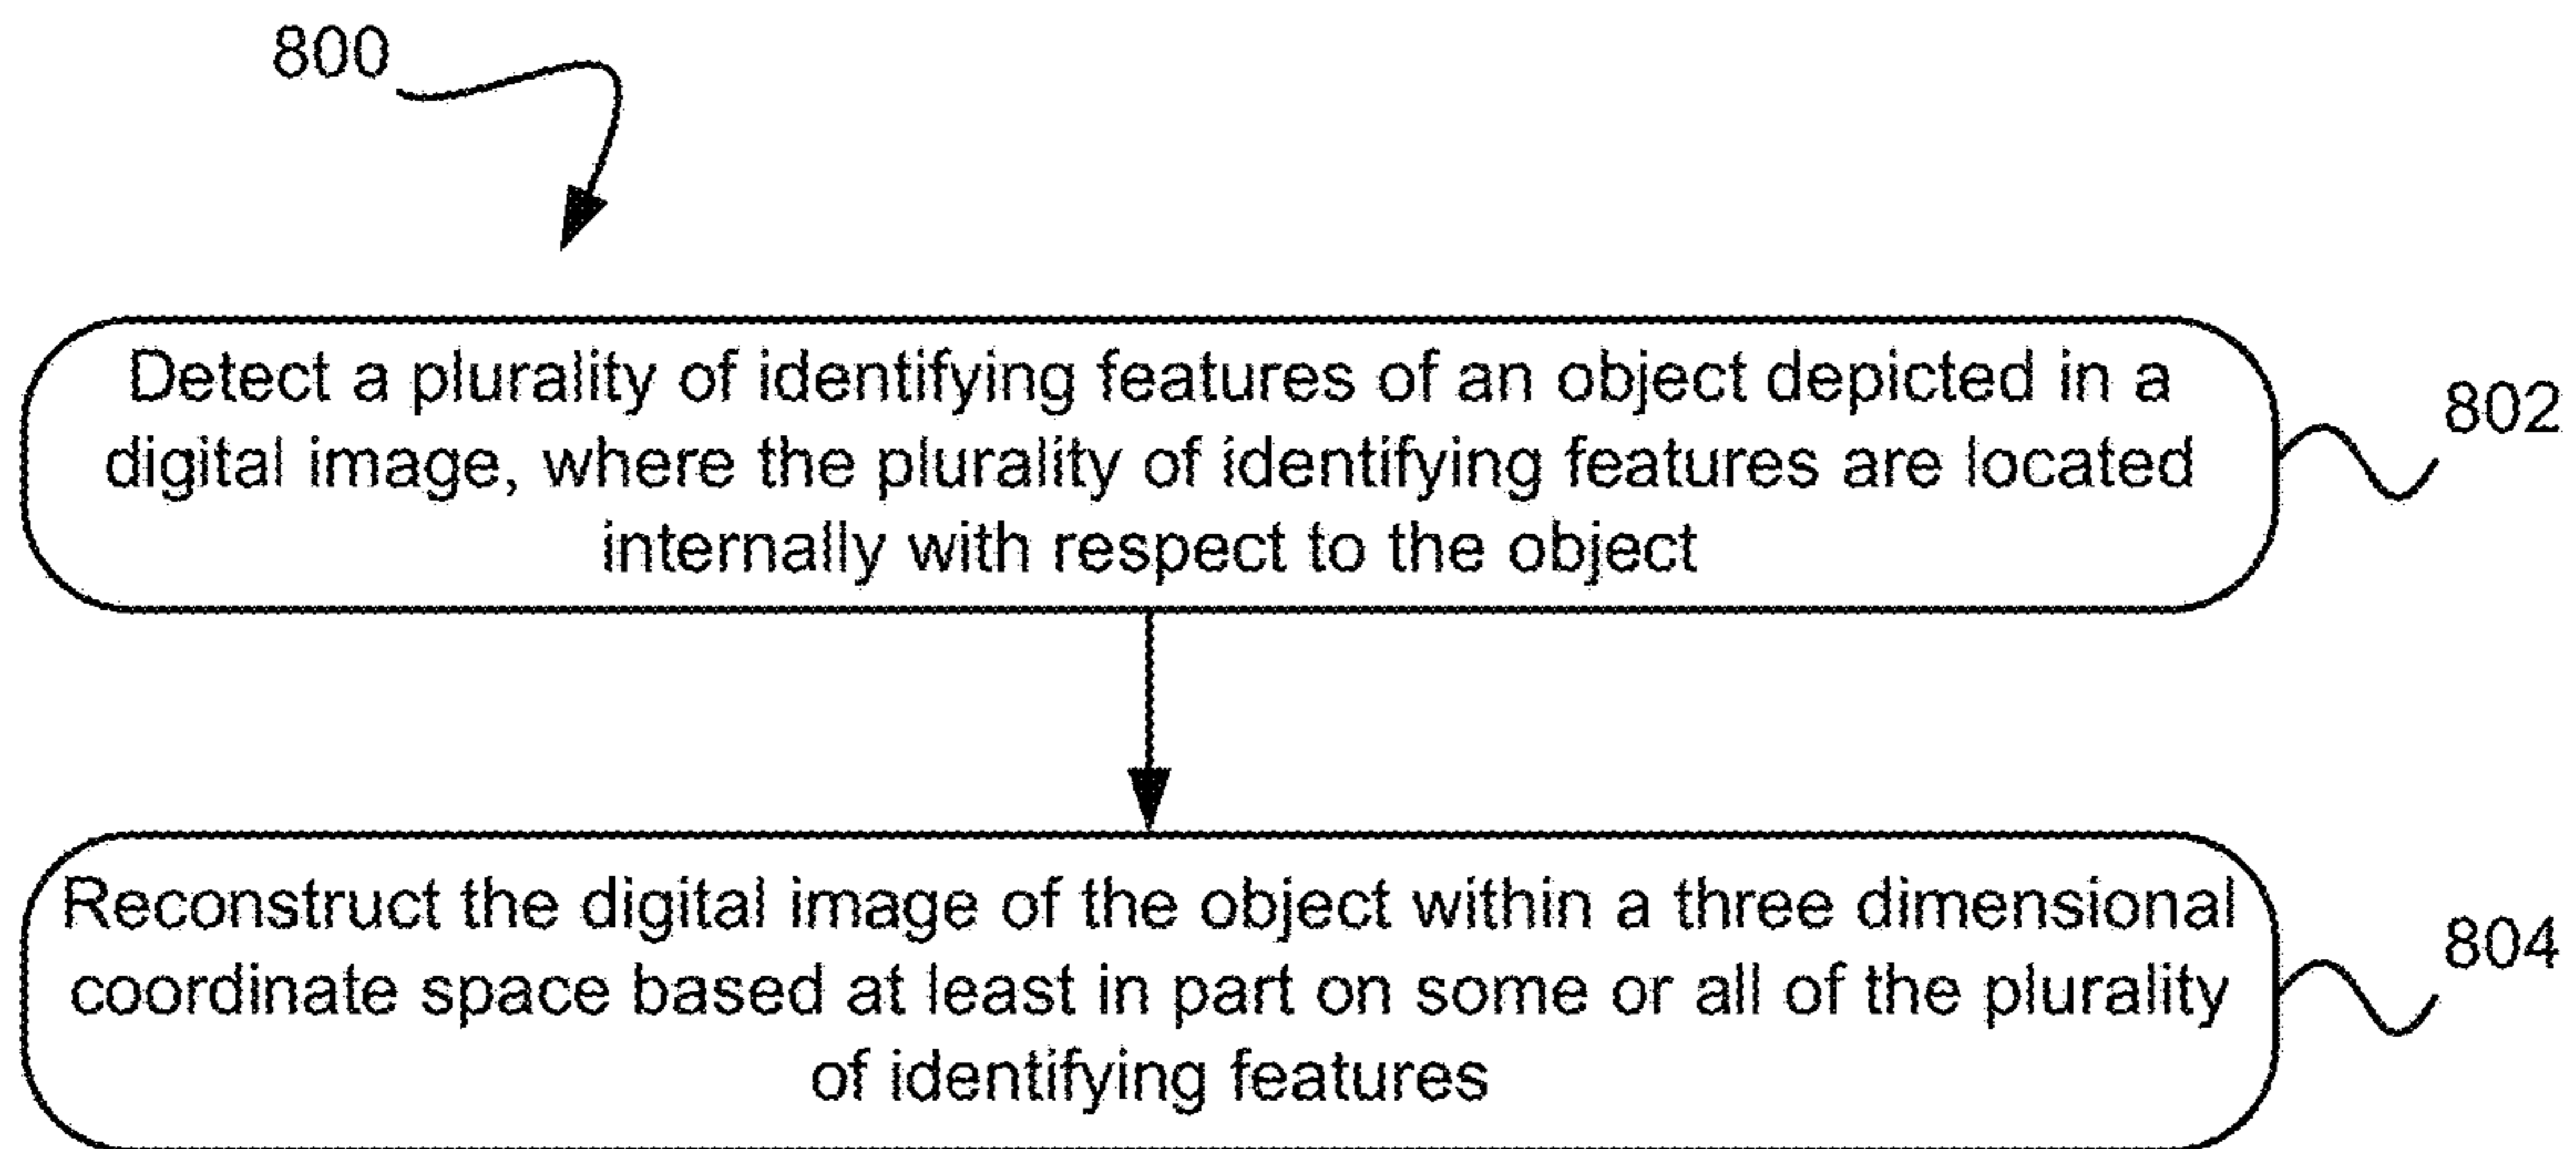 800
Detect a plurality of identifying features of an object depicted in a
digital image, where the plurality of identifying features are located
internally with respect to the object
802
Reconstruct the digital image of the object within a three dimensional
coordinate space based at least in part on some or all of the plurality
of identifying features
804